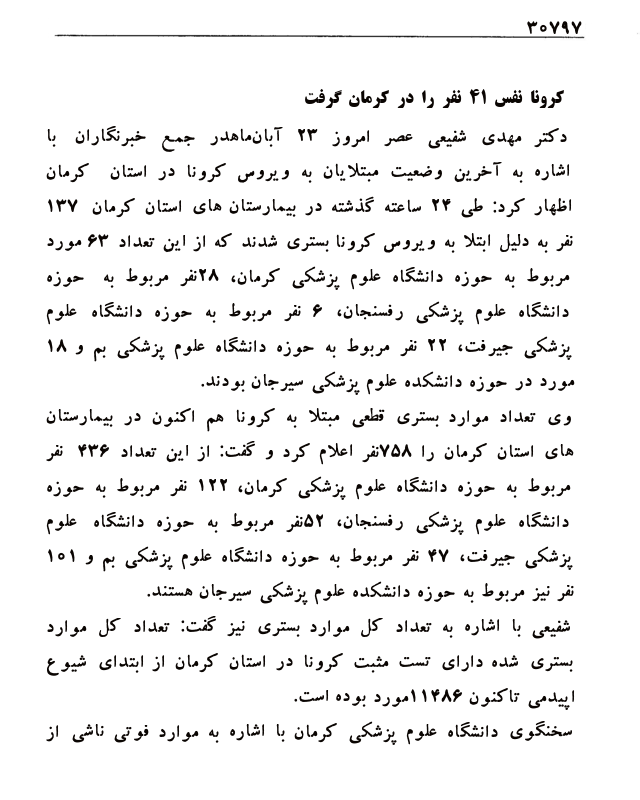 ۳۰۷۹۷
کرونا نفس ۴۱ نفر را در کرمان گرفت
دکتر مهدی شفیعی عصر امروز ۲۳ آبان‌ماهدر جمع خبرنگاران با
اشاره به آخرین وضعیت مبتلایان به ویروس کرونا در استان کرمان
اظهار کرد: طی ۲۴ ساعته گذشته در بیمارستان های استان کرمان ۱۳۷
نفر به دلیل ابتلا به ویروس کرونا بستری شدند که از این تعداد ۶۳ مورد
مربوط به حوزه دانشگاه علوم پزشکی کرمان، ۲۸نفر مربوط به حوزه
دانشگاه علوم پزشکی رفسنجان، ۶ نفر مربوط به حوزه دانشگاه علوم
پزشکی جیرفت، ۲۲ نفر مربوط به حوزه دانشگاه علوم پزشکی بم و ۱۸
مورد در حوزه دانشکده علوم پزشکی سیرجان بودند.
وی تعداد موارد بستری قطعی مبتلا به کرونا هم اکنون در بیمارستان
های استان کرمان را ۷۵۸نفر اعلام کرد و گفت: از این تعداد ۴۳۶ نفر
مربوط به حوزه دانشگاه علوم پزشکی کرمان، ۱۲۲ نفر مربوط به حوزه
دانشگاه علوم پزشکی رفسنجان، ۵۲نفر مربوط به حوزه دانشگاه علوم
پزشکی جیرفت، ۴۷ نفر مربوط به حوزه دانشگاه علوم پزشکی بم و ۱۰۱
نفر نیز مربوط به حوزه دانشکده علوم پزشکی سیرجان هستند.
شفیعی با اشاره به تعداد کل موارد بستری نیز گفت: تعداد کل موارد
بستری شده دارای تست مثبت کرونا در استان کرمان از ابتدای شیوع
اپیدمی تاکنون ۱۱۴۸۶مورد بوده است.
سخنگوی دانشگاه علوم پزشکی کرمان با اشاره به موارد فوتی ناشی از